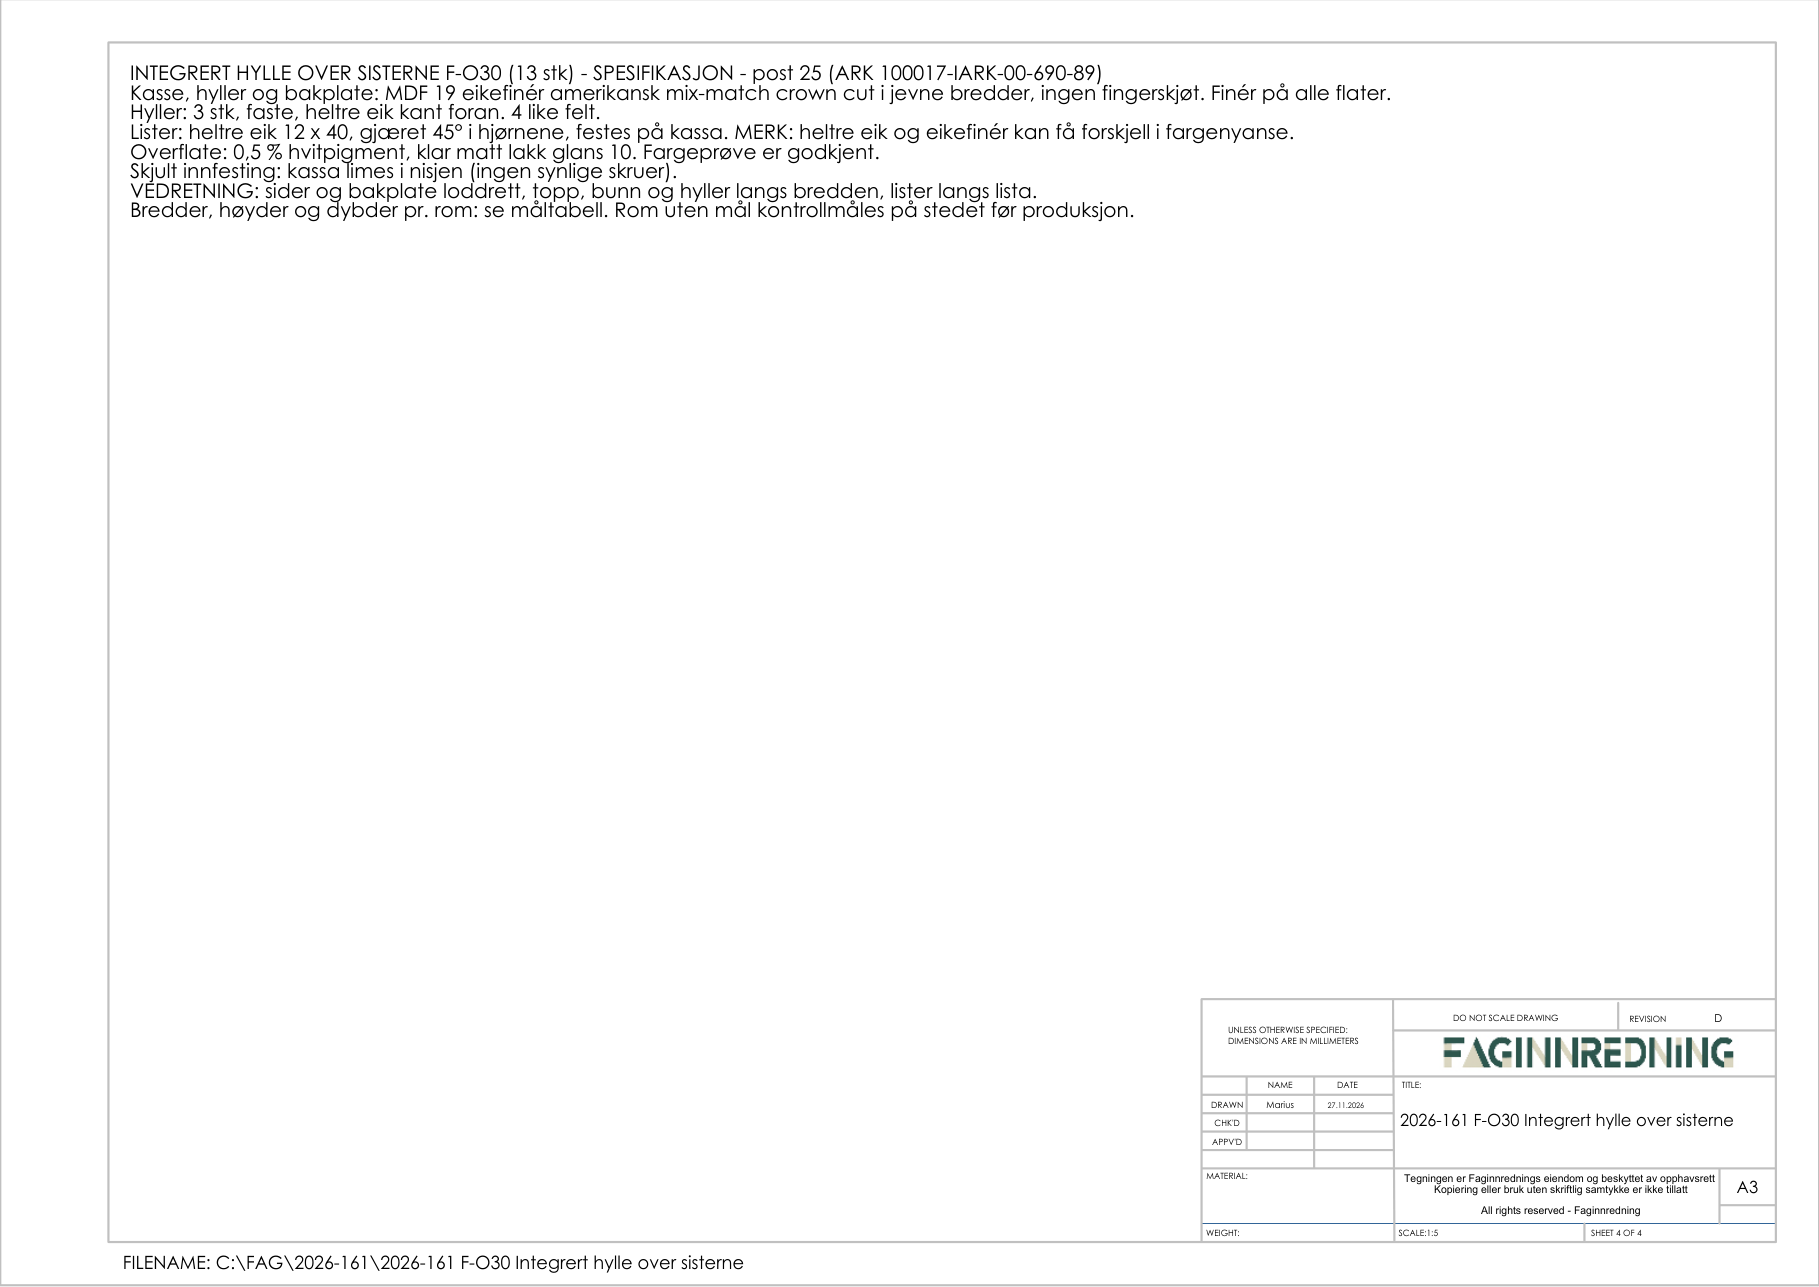 INTEGRERT HYLLE OVER SISTERNE F-O30 (13 stk) - SPESIFIKASJON - post 25 (ARK 100017-IARK-00-690-89)
Kasse, hyller og bakplate: MDF 19 eikefinér amerikansk mix-match crown cut i jevne bredder, ingen fingerskjøt. Finér på alle flater.
Hyller: 3 stk, faste, heltre eik kant foran. 4 like felt.
Lister: heltre eik 12 x 40, gjæret 45° i hjørnene, festes på kassa. MERK: heltre eik og eikefinér kan få forskjell i fargenyanse.
Overflate: 0,5 % hvitpigment, klar matt lakk glans 10. Fargeprøve er godkjent.
Skjult innfesting: kassa limes i nisjen (ingen synlige skruer).
VEDRETNING: sider og bakplate loddrett, topp, bunn og hyller langs bredden, lister langs lista.
Bredder, høyder og dybder pr. rom: se måltabell. Rom uten mål kontrollmåles på stedet før produksjon.
UNLESS OTHERWISE SPECIFIED:
DIMENSIONS ARE IN MILLIMETERS
DO NOT SCALE DRAWING
REVISION D
FAGINNREDNING
NAME DATE
DRAWN Marius 27.11.2026
CHK'D
APPV'D
TITLE:
2026-161 F-O30 Integrert hylle over sisterne
MATERIAL:
Tegningen er Faginnrednings eiendom og beskyttet av opphavsrett
Kopiering eller bruk uten skriftlig samtykke er ikke tillatt
All rights reserved - Faginnredning
A3
WEIGHT:
SCALE:1:5
SHEET 4 OF 4
FILENAME: C:\FAG\2026-161\2026-161 F-O30 Integrert hylle over sisterne